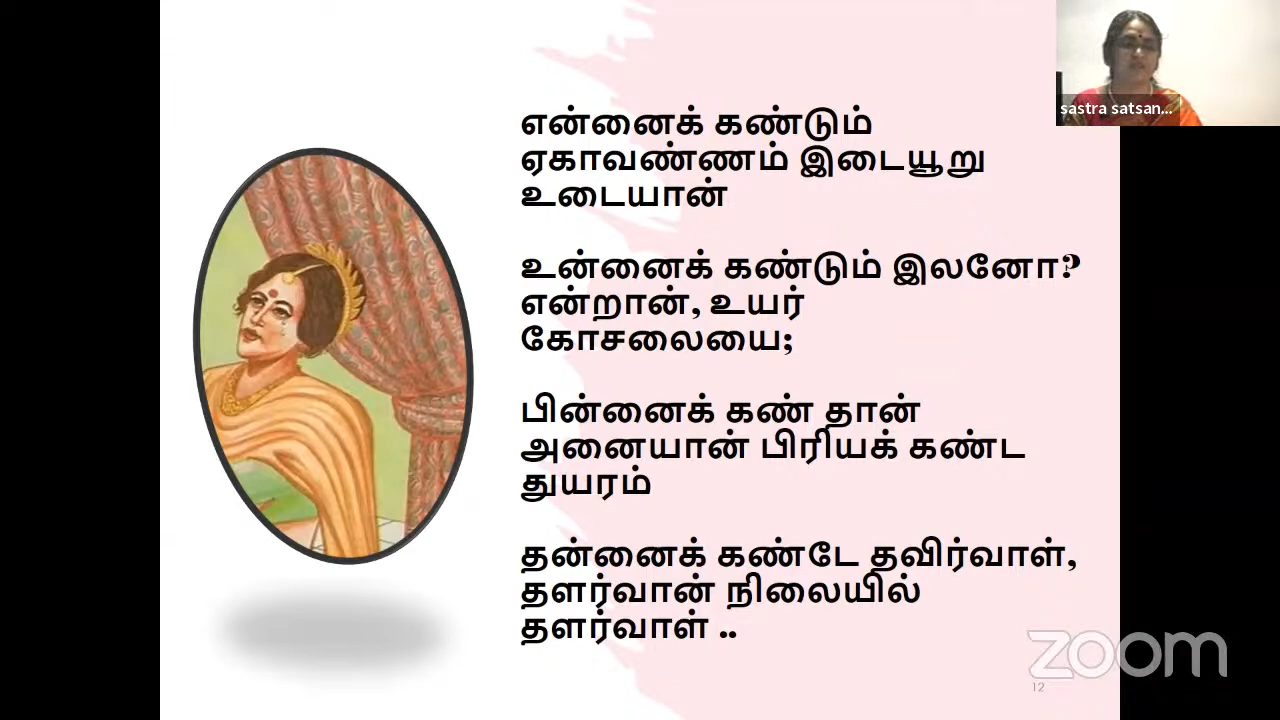 sastra satsan...
என்னைக் கண்டும்
ஏகாவண்ணம் இடையூறு
உடையான்
உன்னைக் கண்டும் இலனோ?
என்றான், உயர்
கோசலையை;
பின்னைக் கண் தான்
அனையான் பிரியக் கண்ட
துயரம்
தன்னைக் கண்டே தவிர்வாள்,
தளர்வான் நிலையில்
தளர்வாள் ..
zoom
12